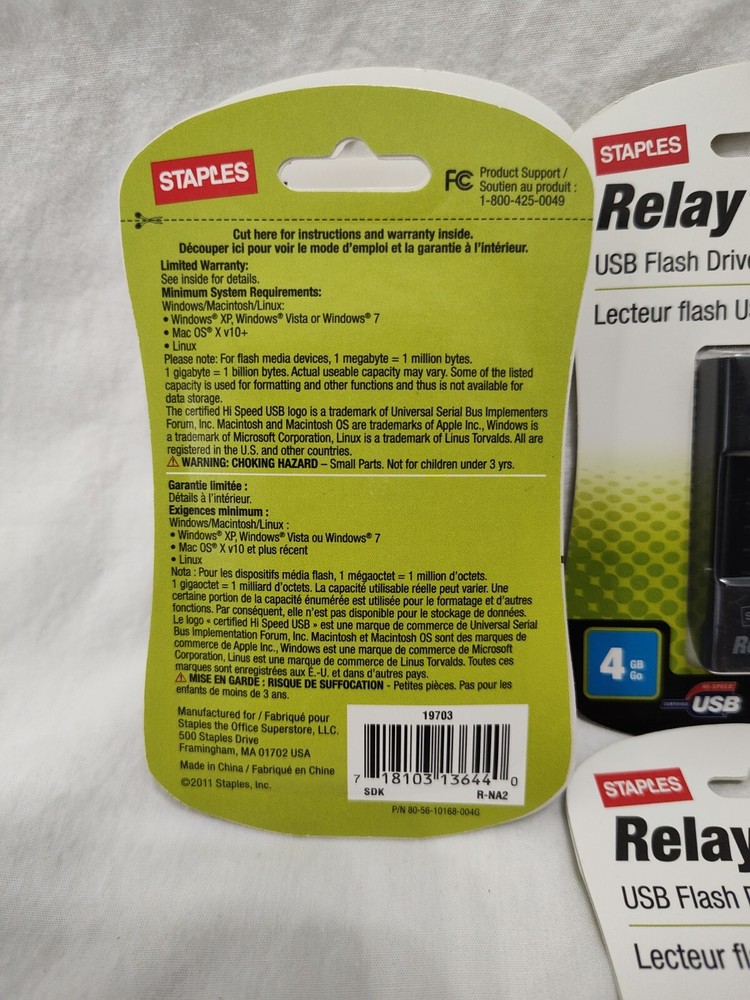 STAPLES
FC Product Support /
Soutien au produit :
1-800-425-0049
Cut here for instructions and warranty inside.
Découper ici pour voir le mode d'emploi et la garantie à l'intérieur.
Limited Warranty:
See inside for details.
Minimum System Requirements:
Windows/Macintosh/Linux:
• Windows® XP, Windows® Vista or Windows® 7
• Mac OS® X v10+
• Linux
Please note: For flash media devices, 1 megabyte = 1 million bytes.
1 gigabyte = 1 billion bytes. Actual useable capacity may vary. Some of the listed
capacity is used for formatting and other functions and thus is not available for
data storage.
The certified Hi Speed USB logo is a trademark of Universal Serial Bus Implementers
Forum, Inc. Macintosh and Macintosh OS are trademarks of Apple Inc., Windows is
a trademark of Microsoft Corporation, Linux is a trademark of Linus Torvalds. All are
registered in the U.S. and other countries.
⚠ WARNING: CHOKING HAZARD – Small Parts. Not for children under 3 yrs.
Garantie limitée :
Détails à l'intérieur.
Exigences minimum :
Windows/Macintosh/Linux :
• Windows® XP, Windows® Vista ou Windows® 7
• Mac OS® X v10 et plus récent
• Linux
Nota : Pour les dispositifs média flash, 1 mégaoctet = 1 million d'octets.
1 gigaoctet = 1 milliard d'octets. La capacité utilisable réelle peut varier. Une
certaine portion de la capacité énumérée est utilisée pour le formatage et d'autres
fonctions. Par conséquent, elle n'est pas disponible pour le stockage de données.
Le logo « certified Hi Speed USB » est une marque de commerce de Universal Serial
Bus Implementation Forum, Inc. Macintosh et Macintosh OS sont des marques de
commerce de Apple Inc., Windows est une marque de commerce de Microsoft
Corporation, Linus est une marque de commerce de Linus Torvalds. Toutes ces
marques sont enregistrées aux É.-U. et dans d'autres pays.
⚠ MISE EN GARDE : RISQUE DE SUFFOCATION - Petites pièces. Pas pour les
enfants de moins de 3 ans.
Manufactured for / Fabriqué pour
Staples the Office Superstore, LLC.
500 Staples Drive
Framingham, MA 01702 USA
Made in China / Fabriqué en Chine
©2011 Staples, Inc.
19703
7 18103 13644 0
SDK R-NA2
P/N 80-56-10168-004G
STAPLES
Relay
USB Flash Drive
Lecteur flash U
4 GB
Go
HI-SPEED
CERTIFIED USB
STAPLES
Relay
USB Flash
Lecteur fl